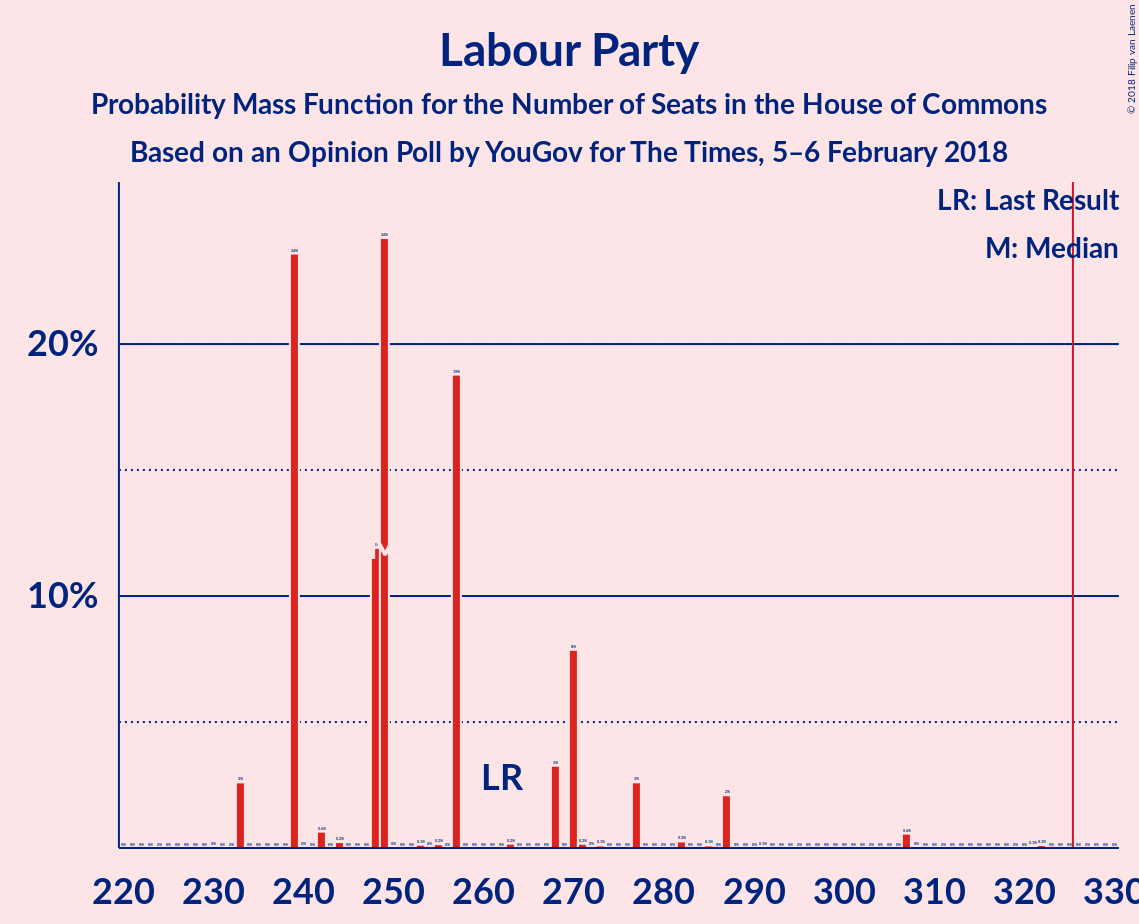 Labour Party
Probability Mass Function for the Number of Seats in the House of Commons
Based on an Opinion Poll by YouGov for The Times, 5–6 February 2018
© 2018 Filip van Laenen
LR: Last Result
M: Median
20%
10%
M
LR
220 230 240 250 260 270 280 290 300 310 320 330